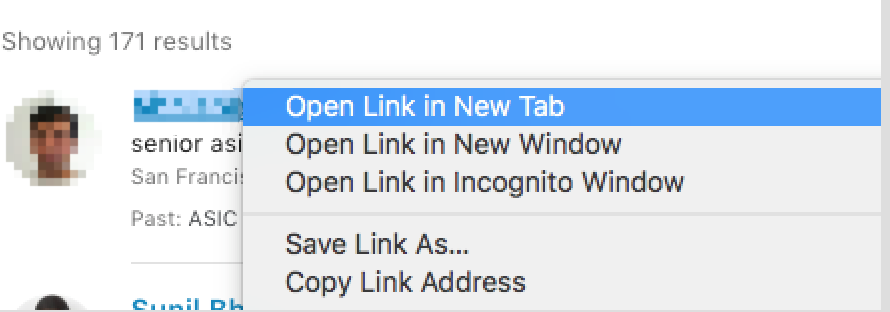 Showing 171 results
Open Link in New Tab
senior asi
Open Link in New Window
San Francis
Open Link in Incognito Window
Past: ASIC
Save Link As...
Copy Link Address
Sunil Bh